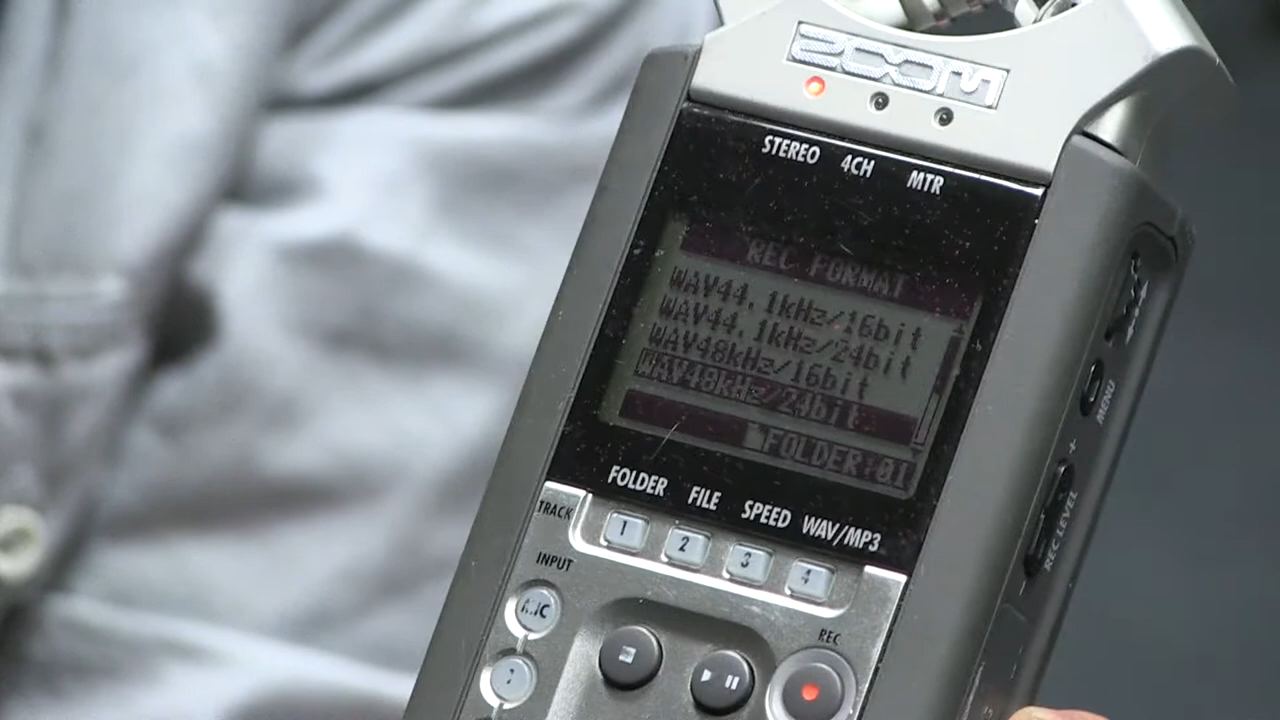 ZOOM
STEREO 4CH MTR
REC FORMAT
WAV44.1kHz/16bit
WAV44.1kHz/24bit
WAV48kHz/16bit
WAV48kHz/24bit
FOLDER:01
FOLDER FILE SPEED WAV/MP3
TRACK 1 2 3 4
INPUT
MIC
REC
MENU
+
REC LEVEL